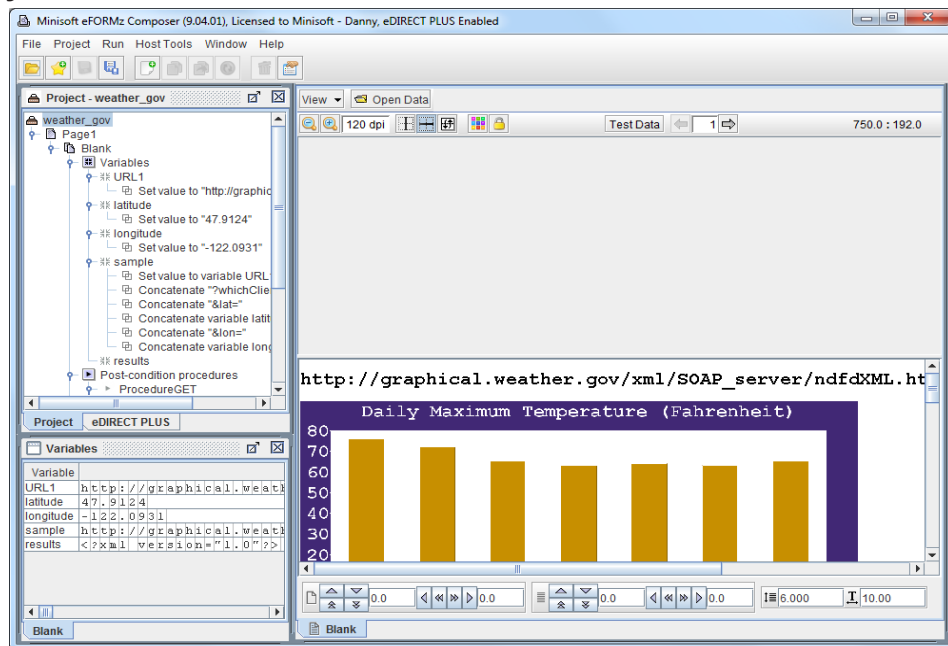 Minisoft eFORMz Composer (9.04.01), Licensed to Minisoft - Danny, eDIRECT PLUS Enabled
File Project Run Host Tools Window Help
Project - weather_gov
weather_gov
Page1
Blank
Variables
URL1
Set value to "http://graphic
latitude
Set value to "47.9124"
longitude
Set value to "-122.0931"
sample
Set value to variable URL
Concatenate "?whichClie
Concatenate "&lat="
Concatenate variable latit
Concatenate "&lon="
Concatenate variable long
results
Post-condition procedures
ProcedureGET
Project eDIRECT PLUS
Variables
Variable
URL1 http://graphical.weath
latitude 47.9124
longitude -122.0931
sample http://graphical.weath
results <?xml version="1.0"?>
Blank
View Open Data
120 dpi Test Data 1 750.0 : 192.0
http://graphical.weather.gov/xml/SOAP_server/ndfdXML.ht
Daily Maximum Temperature (Fahrenheit)
80
70
60
50
40
30
20
0.0 0.0 0.0 0.0 6.000 10.00
Blank